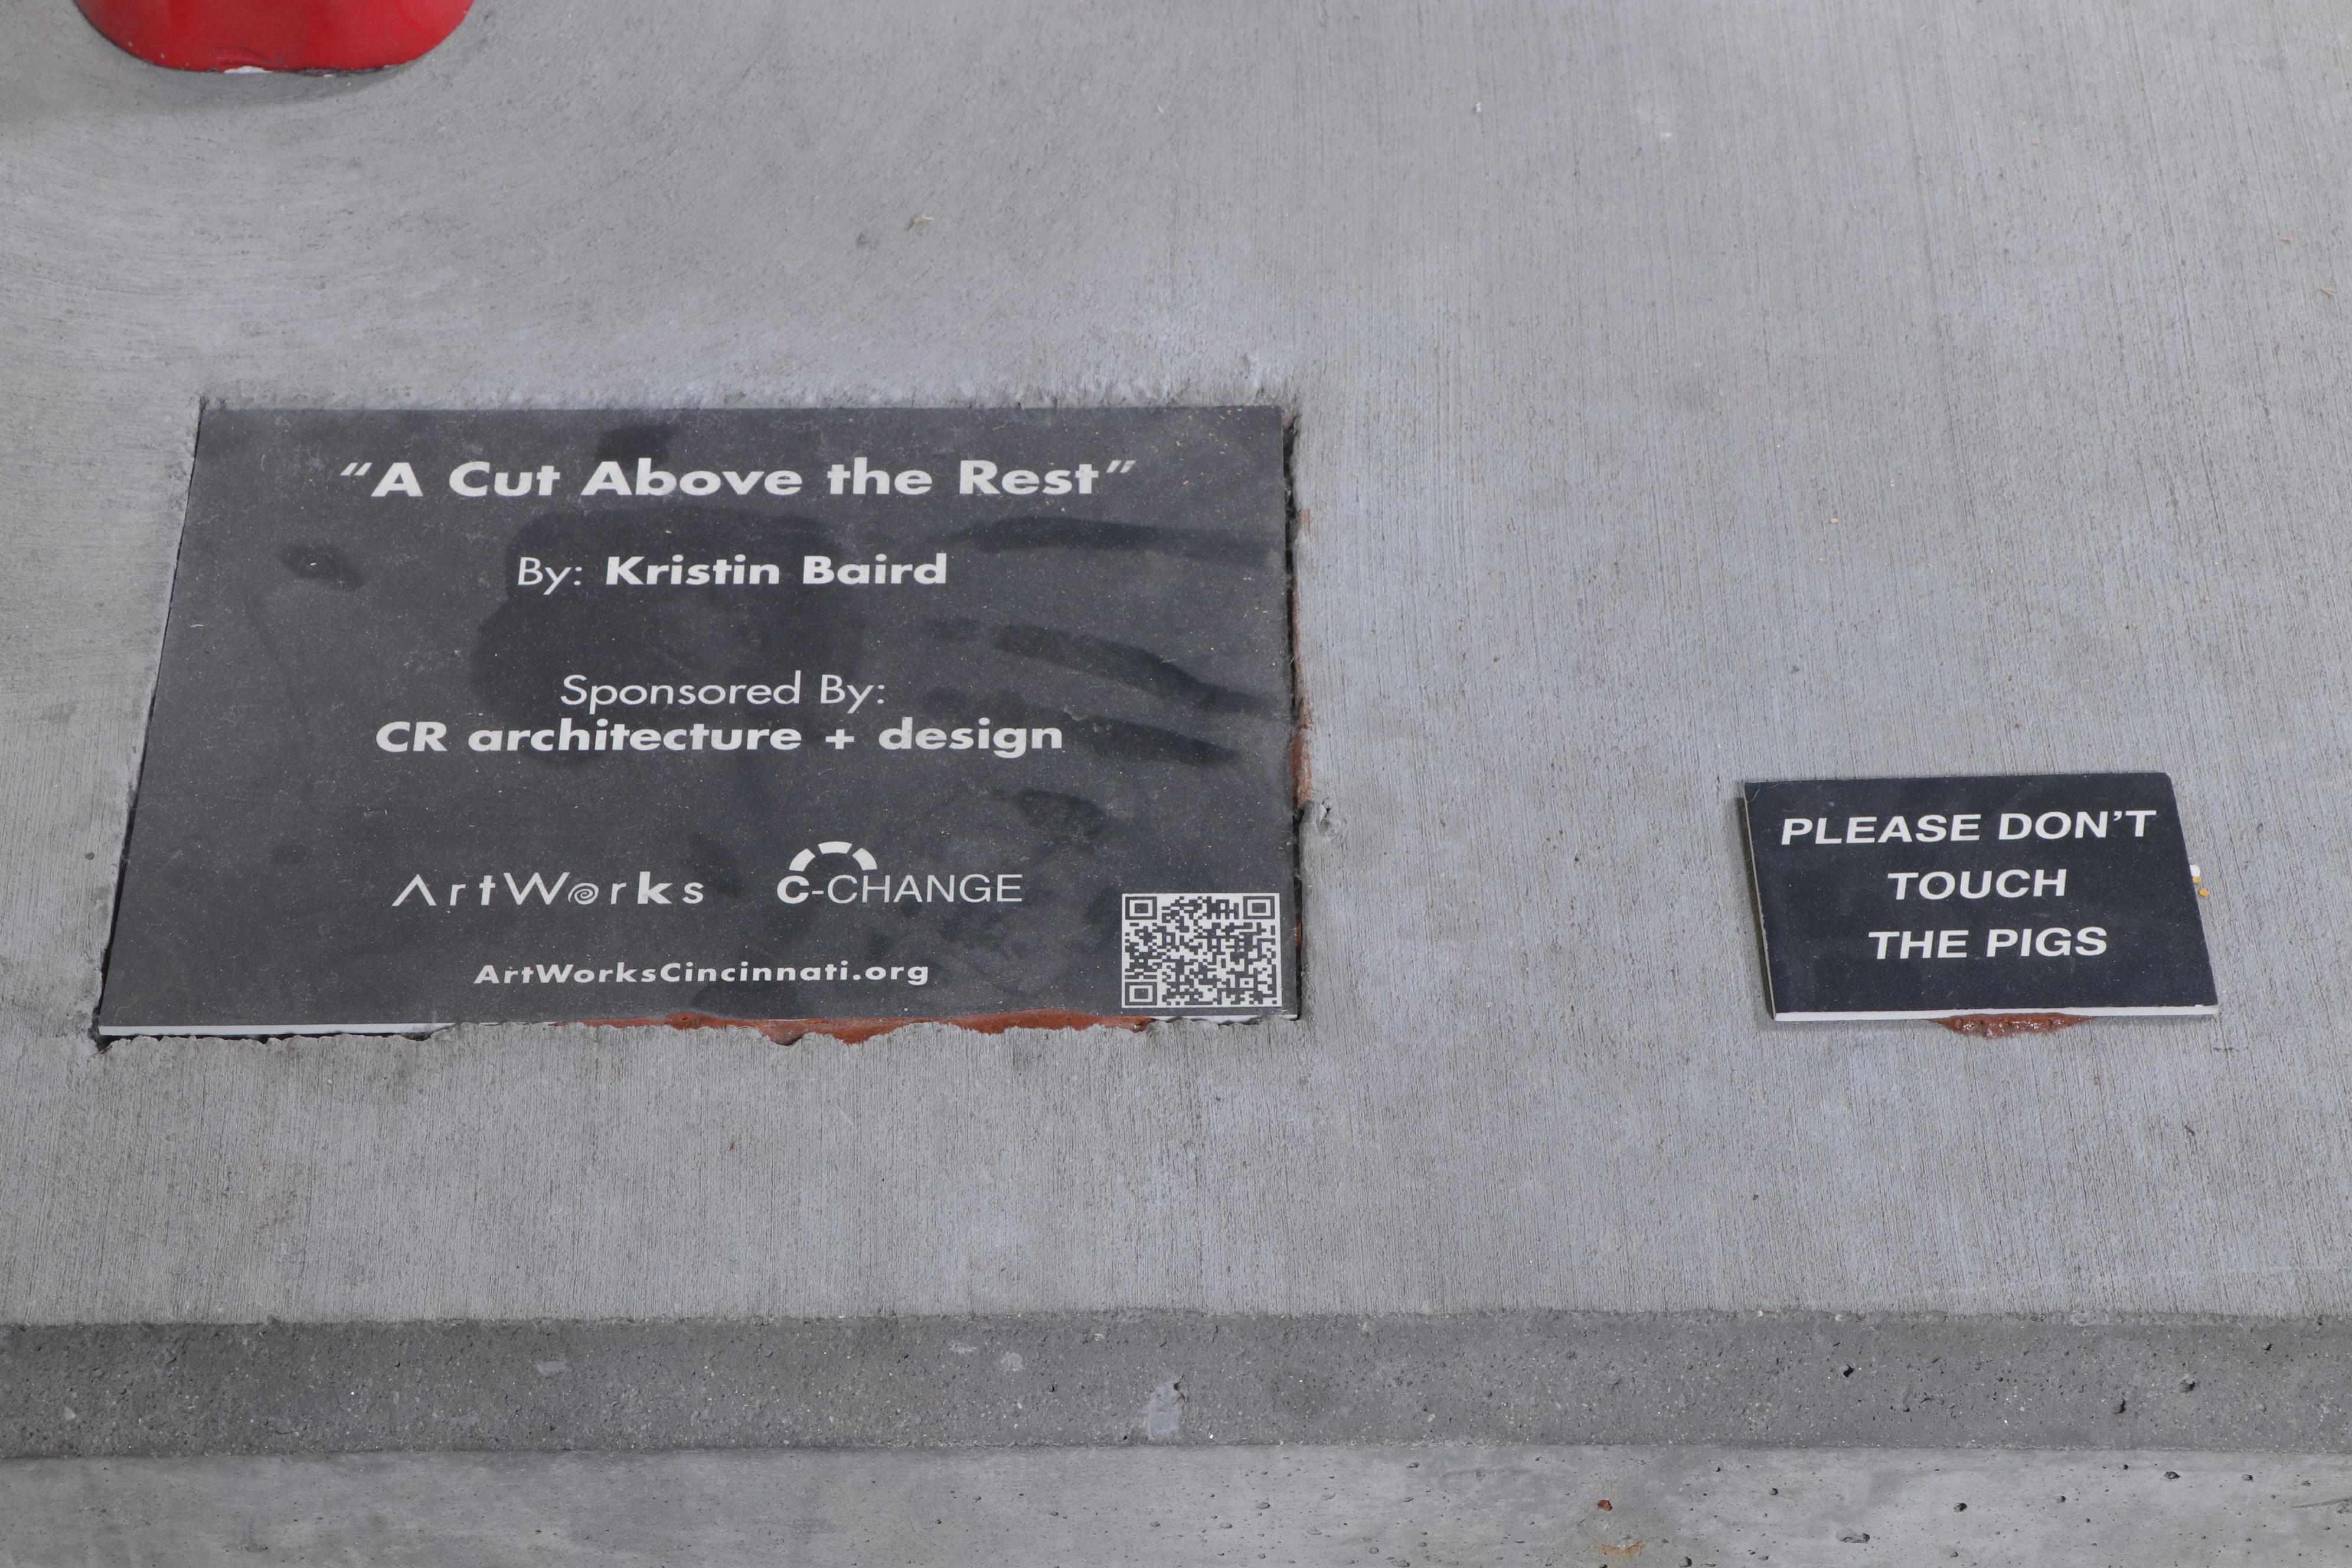 “A Cut Above the Rest”
By: Kristin Baird
Sponsored By:
CR architecture + design
ArtWorks
C-CHANGE
ArtWorksCincinnati.org
PLEASE DON'T
TOUCH
THE PIGS